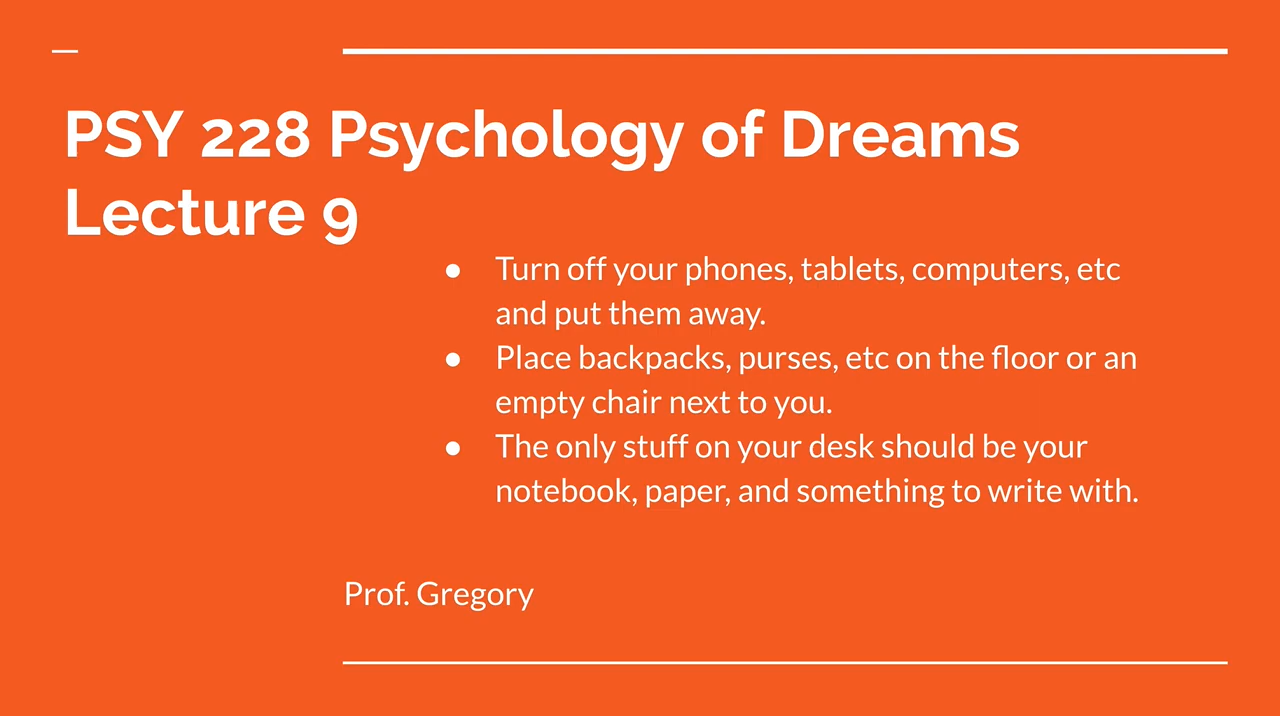 PSY 228 Psychology of Dreams
Lecture 9
● Turn off your phones, tablets, computers, etc
and put them away.
● Place backpacks, purses, etc on the floor or an
empty chair next to you.
● The only stuff on your desk should be your
notebook, paper, and something to write with.
Prof. Gregory